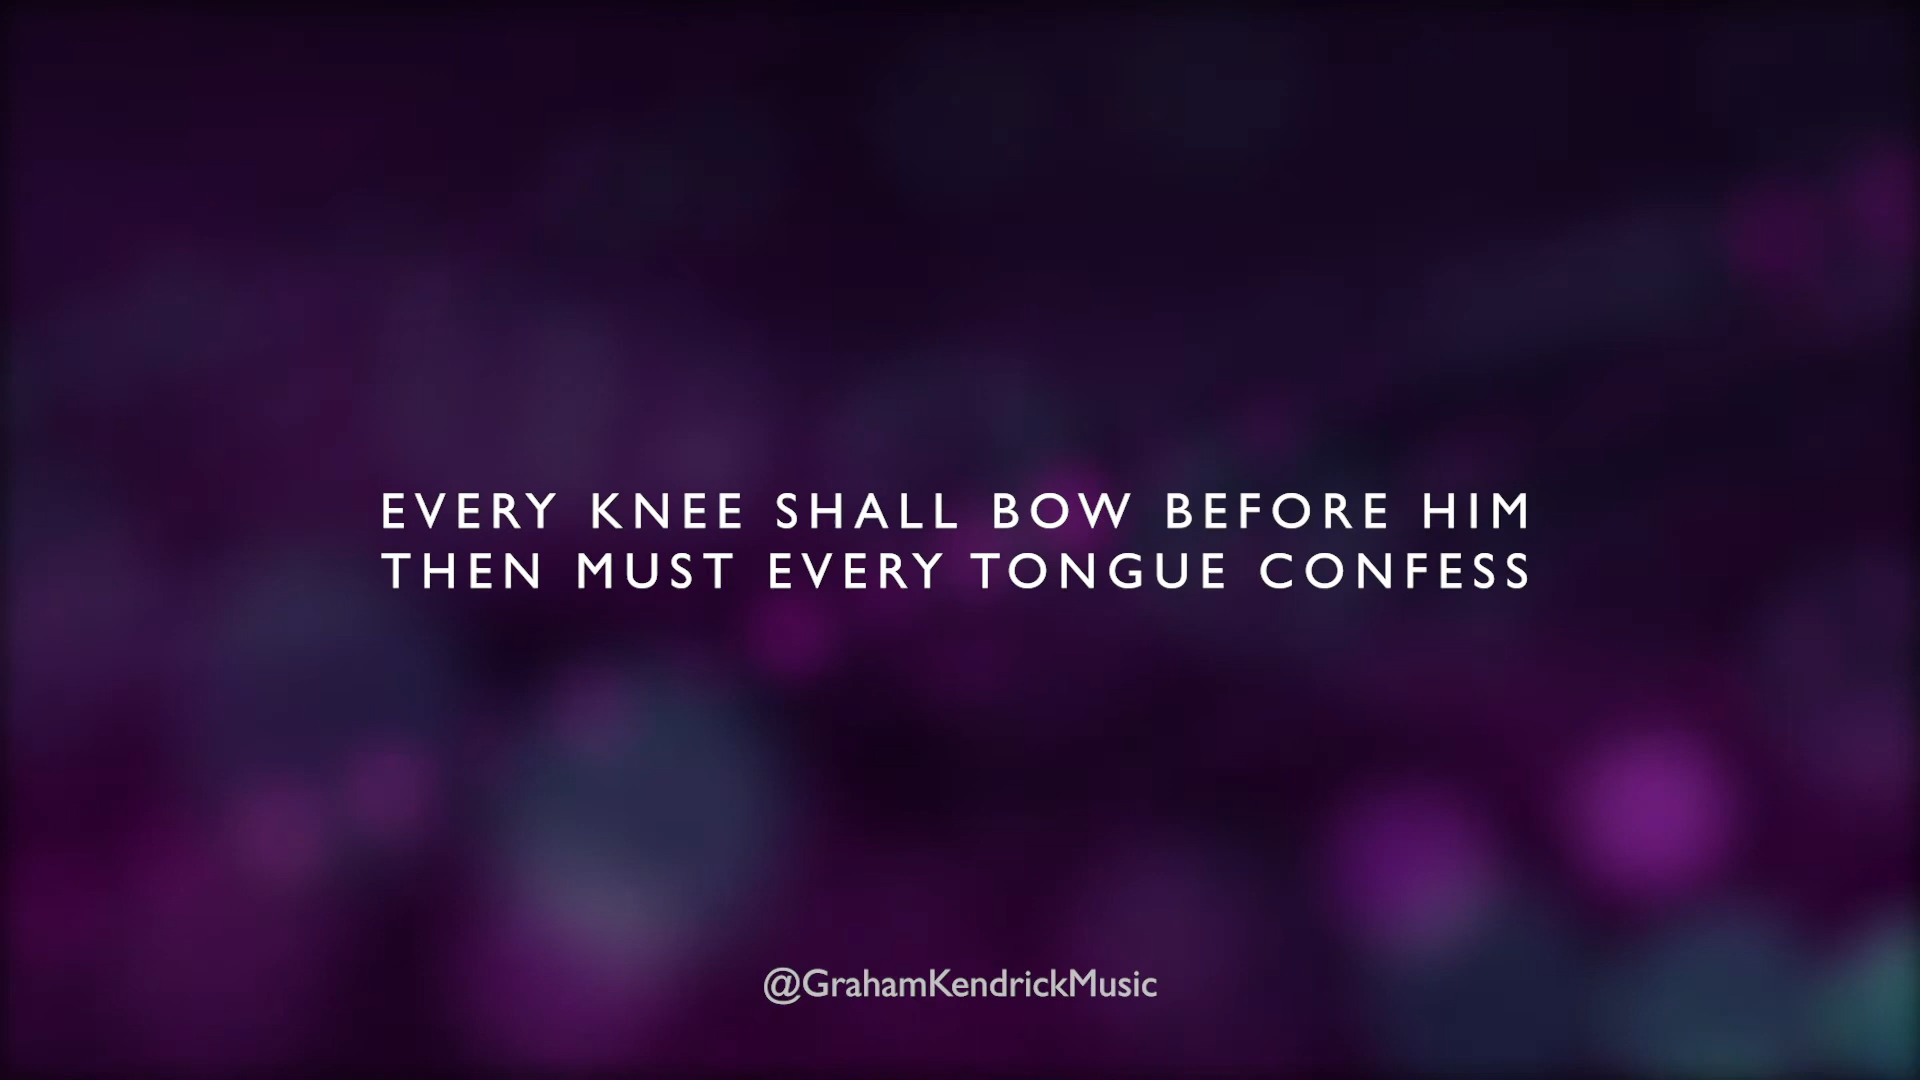 EVERY KNEE SHALL BOW BEFORE HIM
THEN MUST EVERY TONGUE CONFESS
@GrahamKendrickMusic